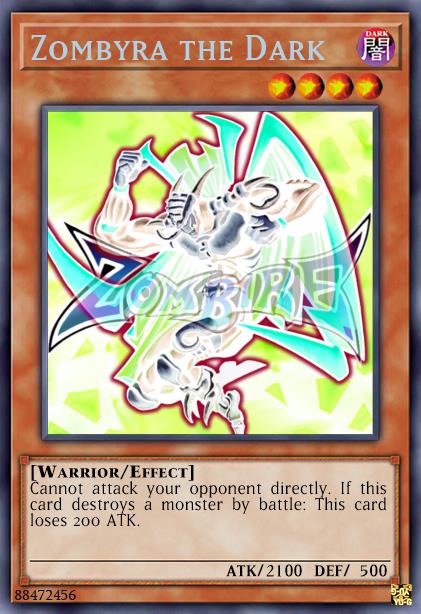 Zombyra the Dark
DARK
闇
ZOMBIRE
[Warrior/Effect]
Cannot attack your opponent directly. If this
card destroys a monster by battle: This card
loses 200 ATK.
ATK/2100 DEF/ 500
88472456